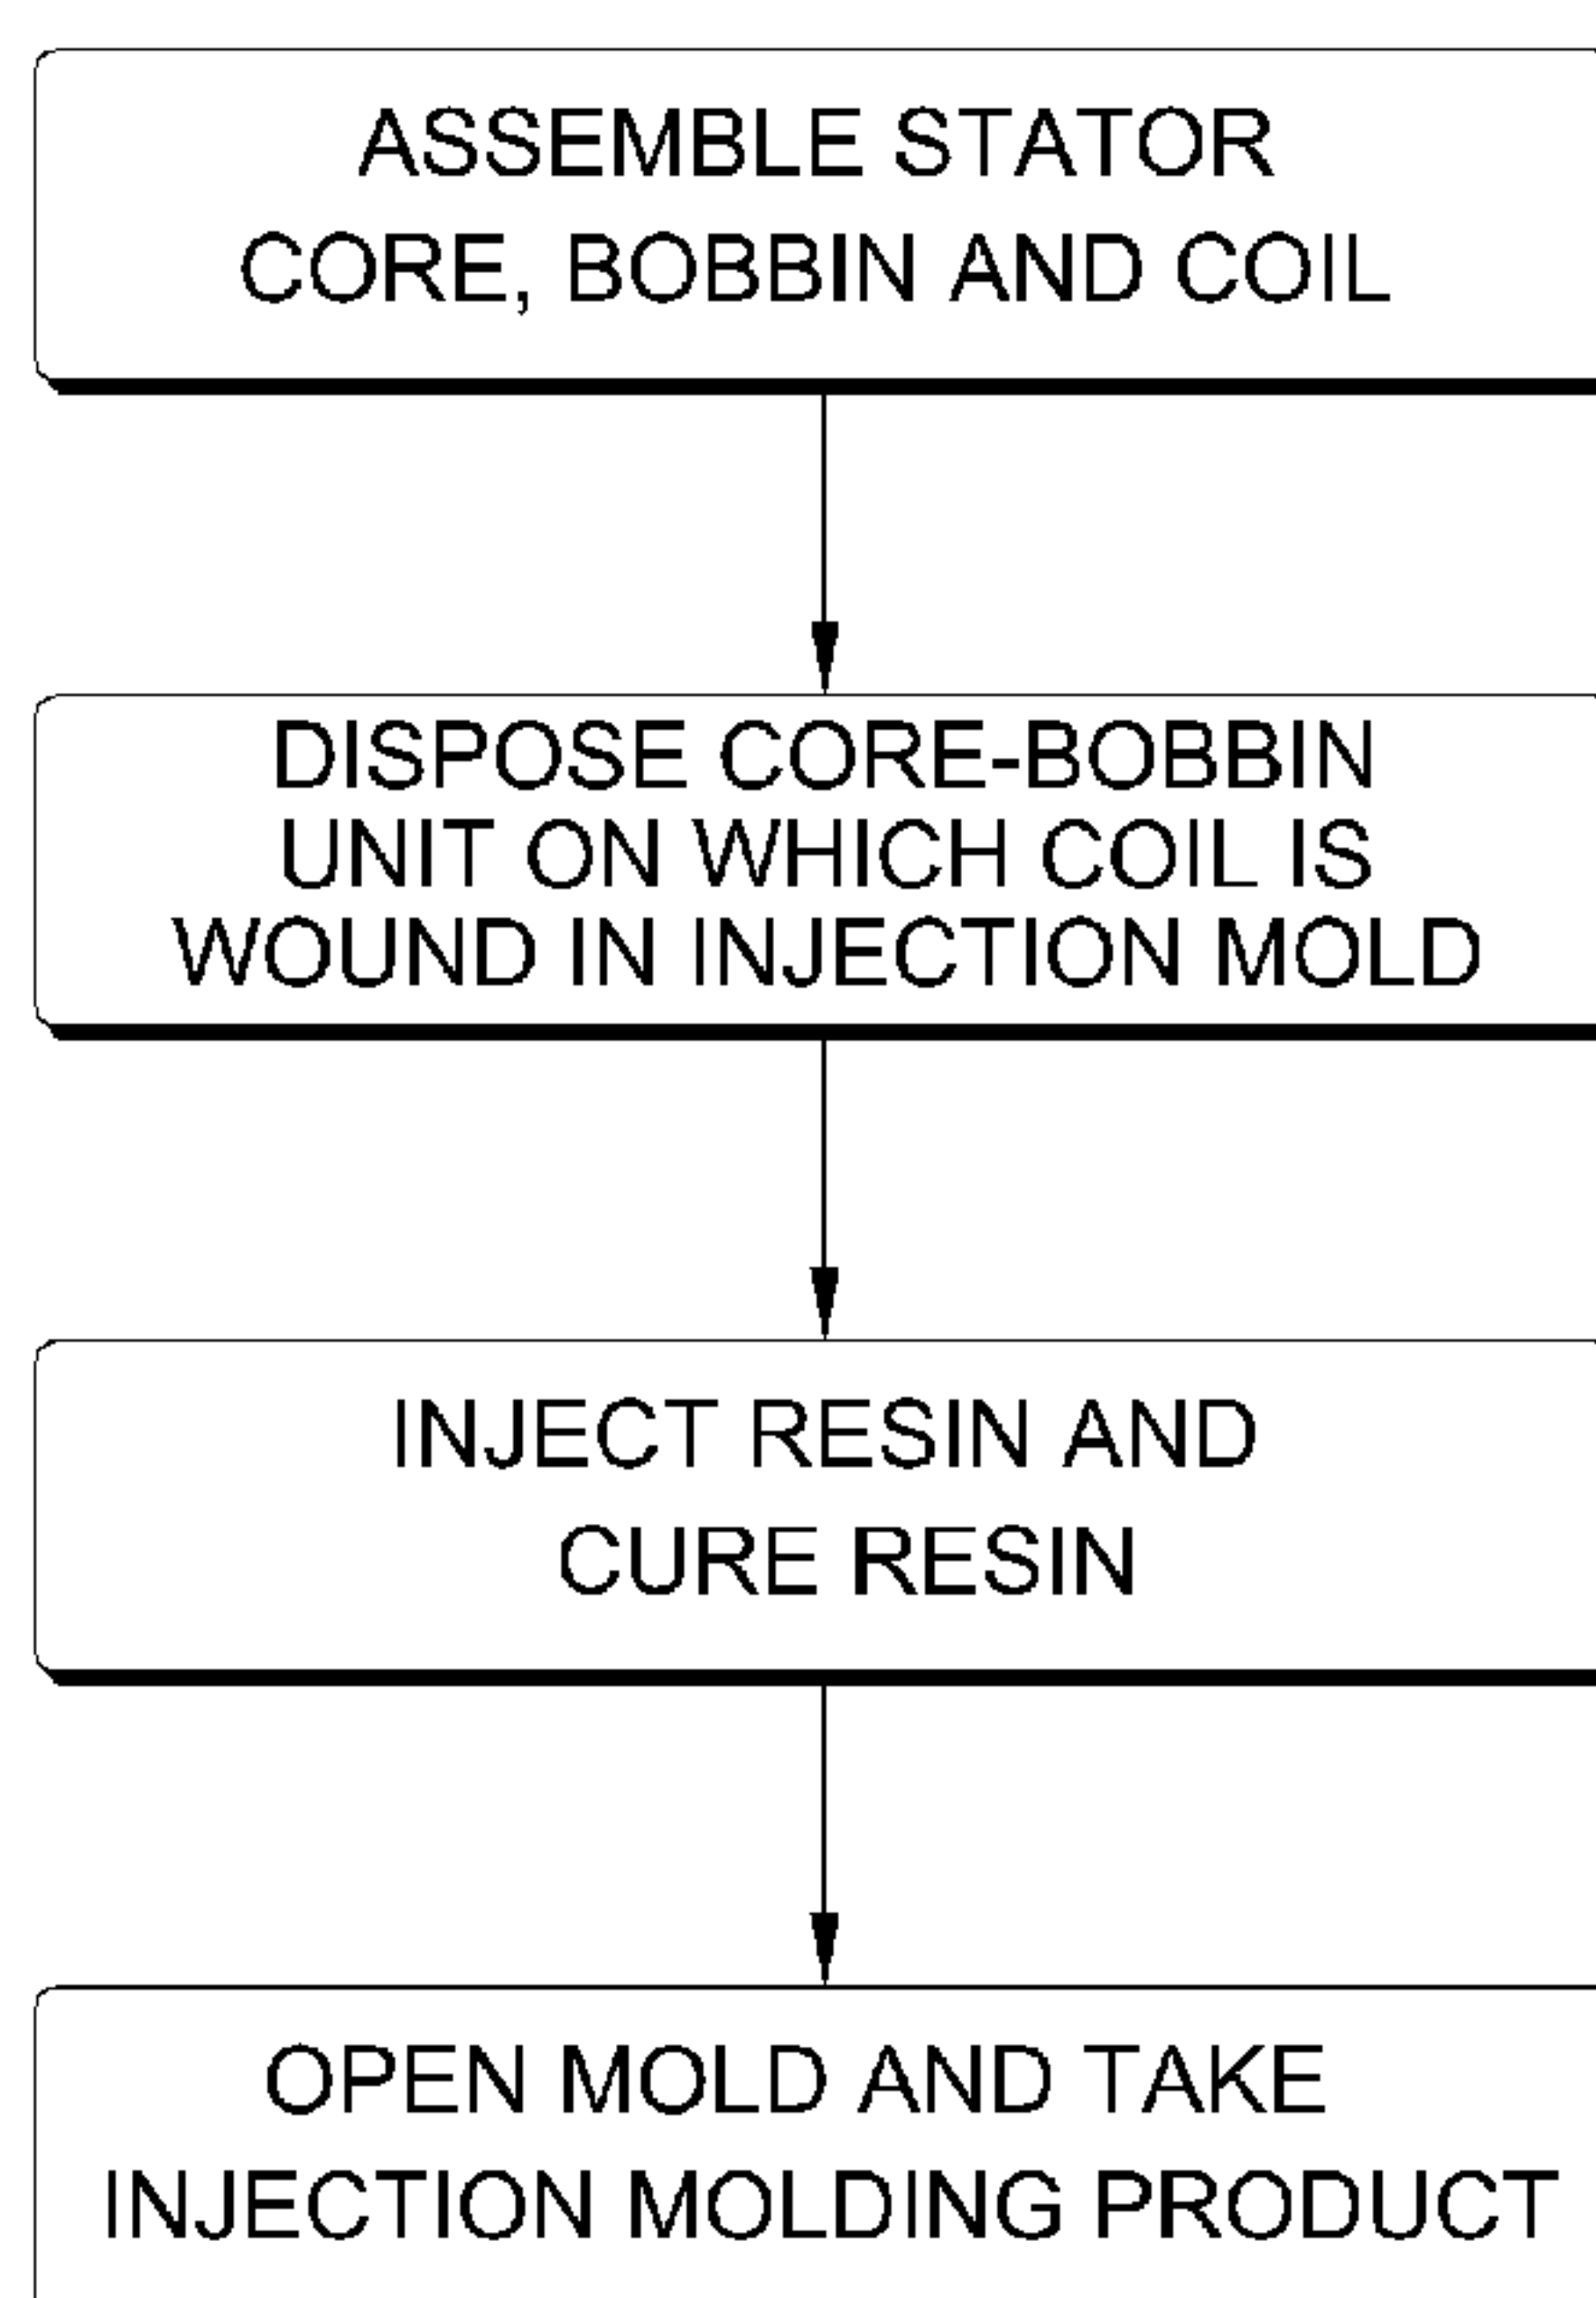 ASSEMBLE STATOR
CORE, BOBBIN AND COIL
DISPOSE CORE-BOBBIN
UNIT ON WHICH COIL IS
WOUND IN INJECTION MOLD
INJECT RESIN AND
CURE RESIN
OPEN MOLD AND TAKE
INJECTION MOLDING PRODUCT